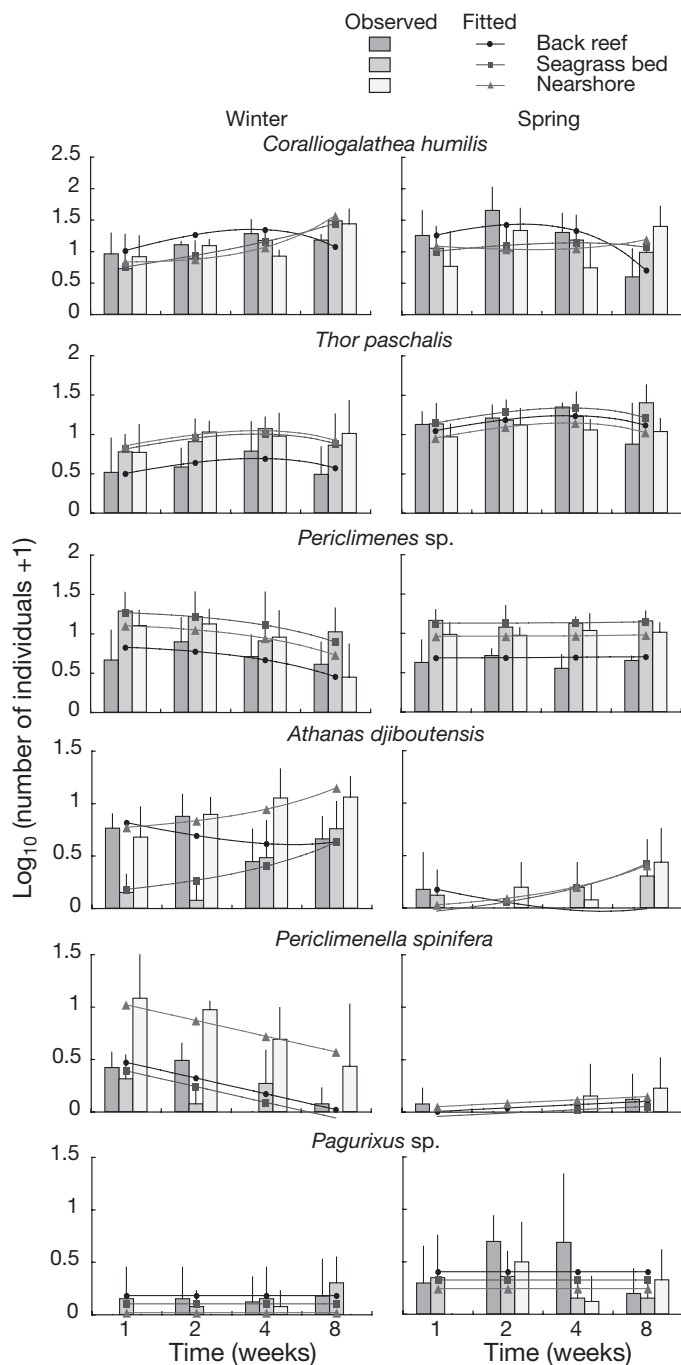 Observed Fitted
Back reef
Seagrass bed
Nearshore
Winter Spring
Coralliogalathea humilis
2.5
2
1.5
1
0.5
0
Thor paschalis
2
1.5
1
0.5
0
Periclimenes sp.
2
1.5
1
0.5
0
Athanas djiboutensis
1.5
1
0.5
0
Periclimenella spinifera
1.5
1
0.5
0
Pagurixus sp.
1.5
1
0.5
0
Log10 (number of individuals +1)
1 2 4 8 1 2 4 8
Time (weeks) Time (weeks)